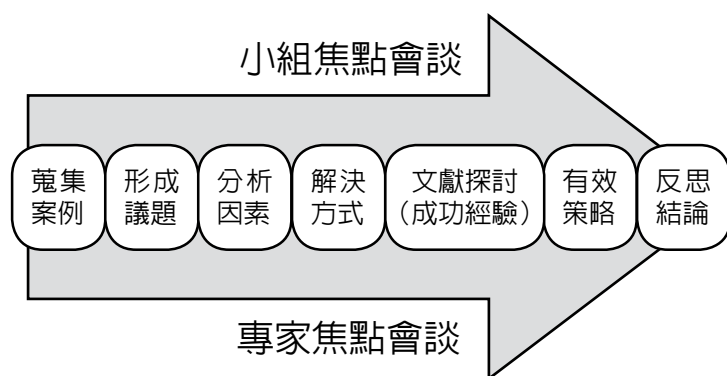 小組焦點會談
蒐集
案例
形成
議題
分析
因素
解決
方式
文獻探討
（成功經驗）
有效
策略
反思
結論
專家焦點會談